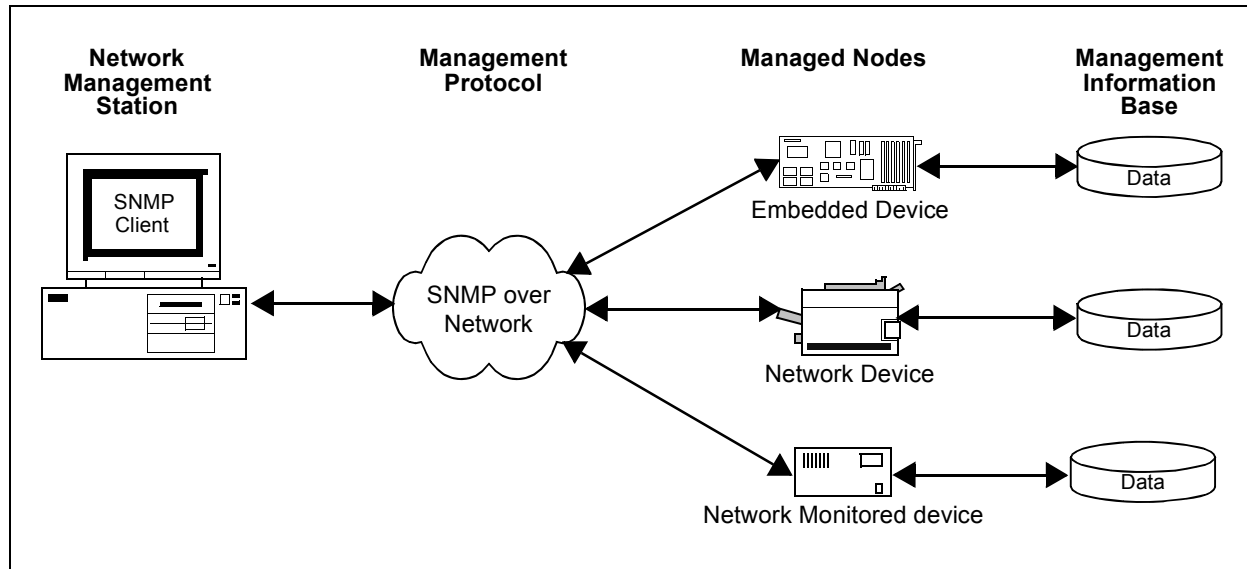 Network
Management
Station
Management
Protocol
Managed Nodes
Management
Information
Base
SNMP
Client
SNMP over
Network
Embedded Device
Data
Network Device
Data
Network Monitored device
Data